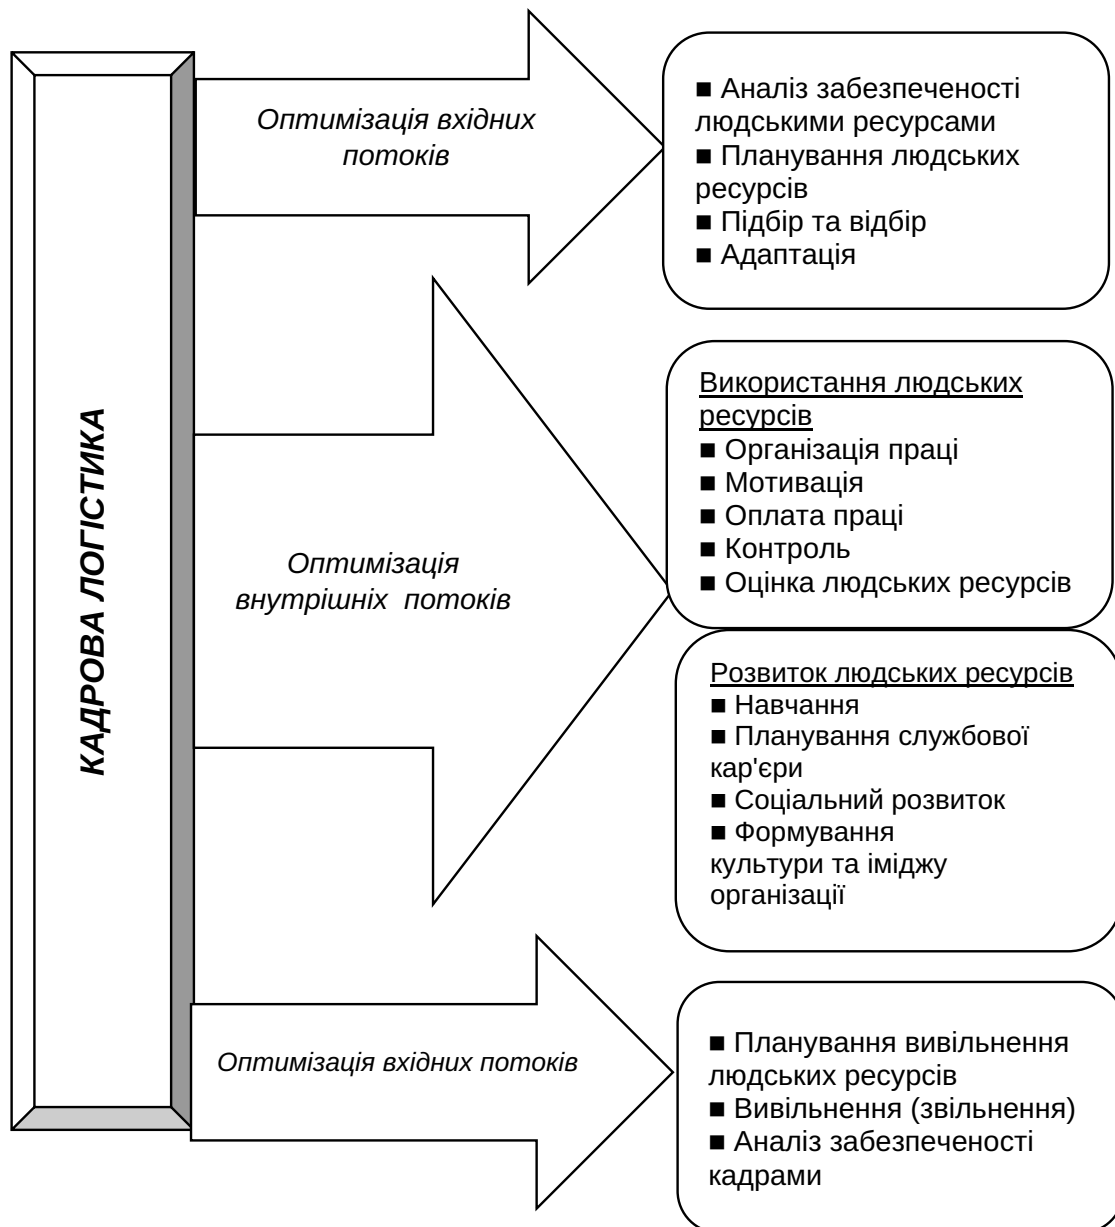 КАДРОВА ЛОГІСТИКА
Оптимізація вхідних
потоків
■ Аналіз забезпеченості
людськими ресурсами
■ Планування людських
ресурсів
■ Підбір та відбір
■ Адаптація
Оптимізація
внутрішніх потоків
Використання людських
ресурсів
■ Організація праці
■ Мотивація
■ Оплата праці
■ Контроль
■ Оцінка людських ресурсів
Розвиток людських ресурсів
■ Навчання
■ Планування службової
кар'єри
■ Соціальний розвиток
■ Формування
культури та іміджу
організації
Оптимізація вхідних потоків
■ Планування вивільнення
людських ресурсів
■ Вивільнення (звільнення)
■ Аналіз забезпеченості
кадрами